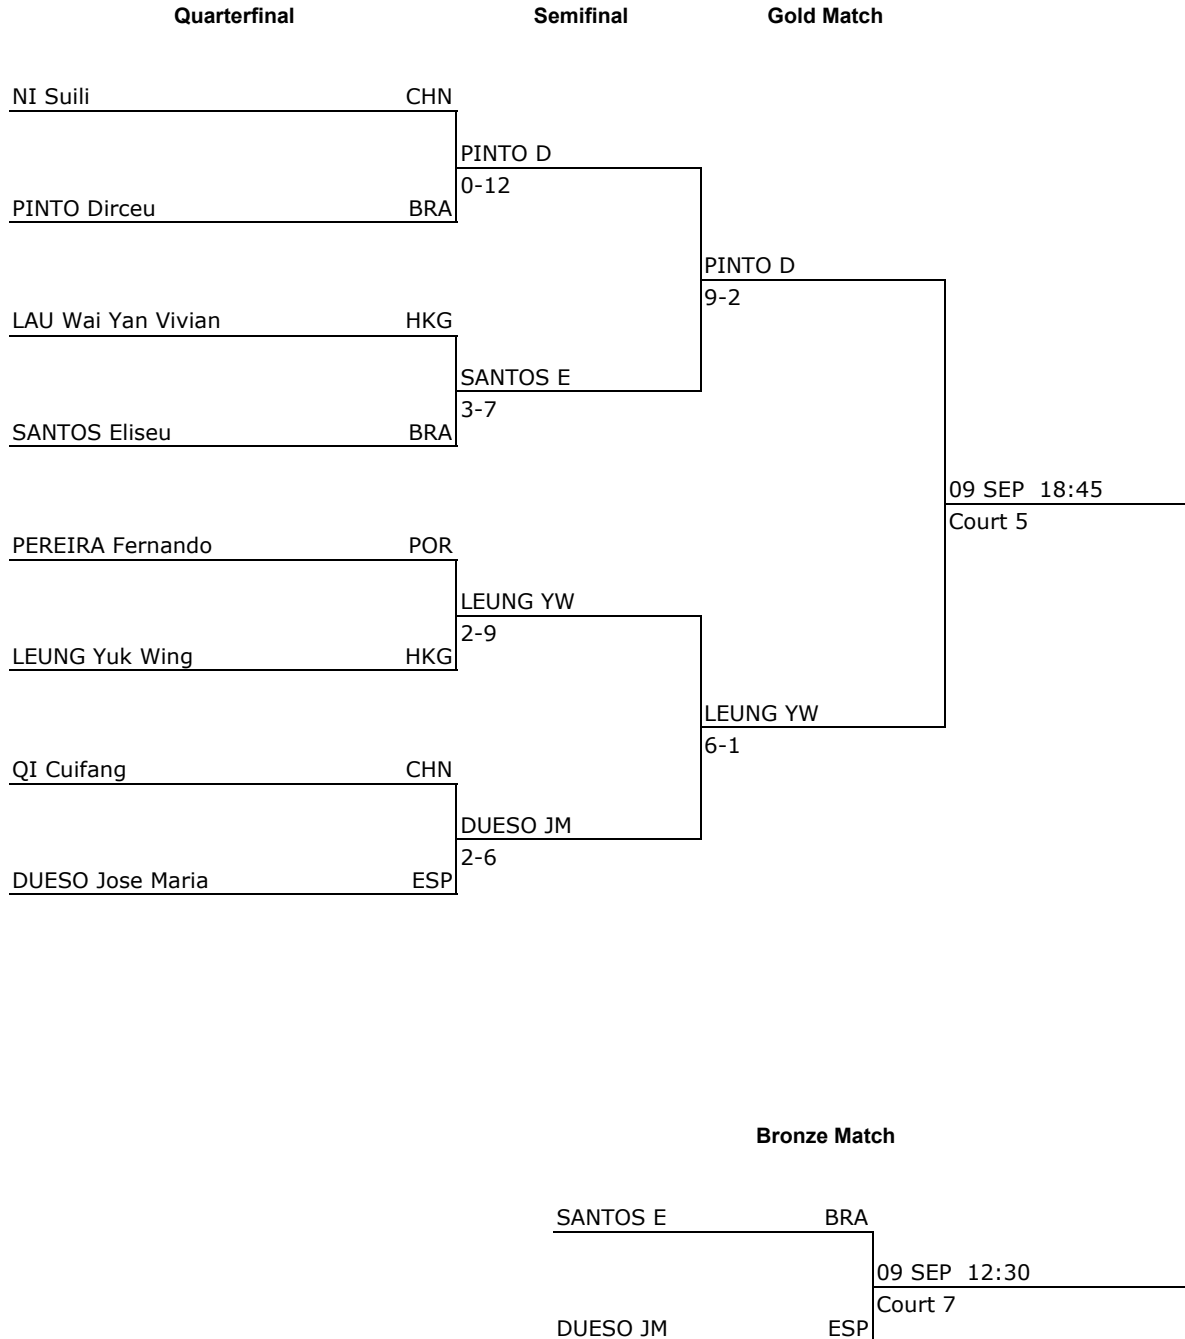 Quarterfinal Semifinal Gold Match
NI Suili CHN
PINTO D
0-12
PINTO Dirceu BRA
PINTO D
9-2
LAU Wai Yan Vivian HKG
SANTOS E
3-7
SANTOS Eliseu BRA
09 SEP 18:45
Court 5
PEREIRA Fernando POR
LEUNG YW
2-9
LEUNG Yuk Wing HKG
LEUNG YW
6-1
QI Cuifang CHN
DUESO JM
2-6
DUESO Jose Maria ESP
Bronze Match
SANTOS E BRA
09 SEP 12:30
Court 7
DUESO JM ESP